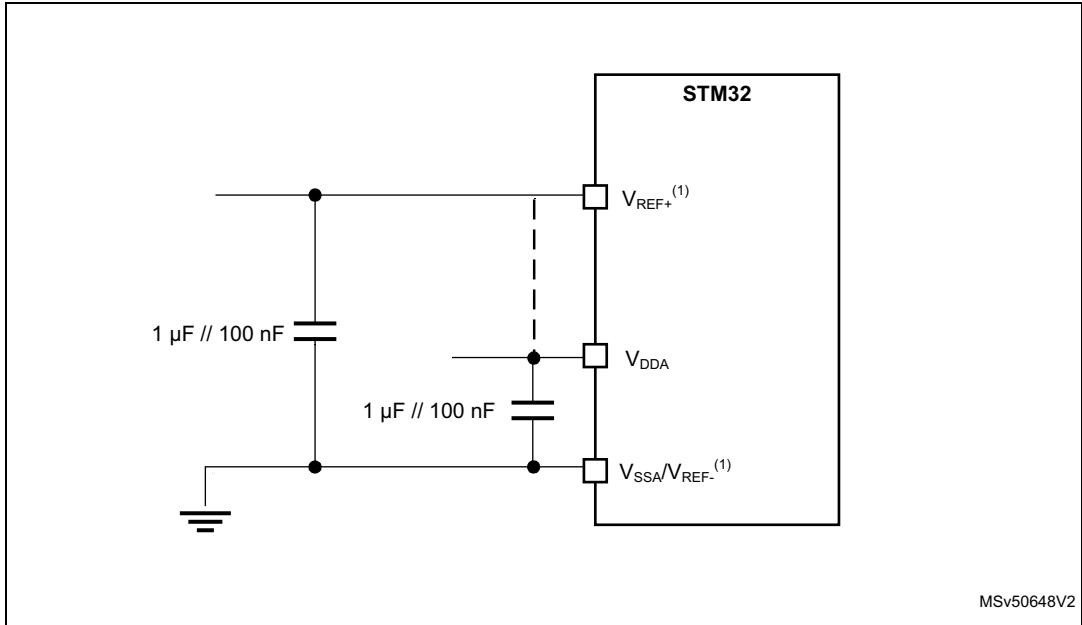 STM32
VREF+(1)
1 µF // 100 nF
VDDA
1 µF // 100 nF
VSSA/VREF-(1)
MSv50648V2